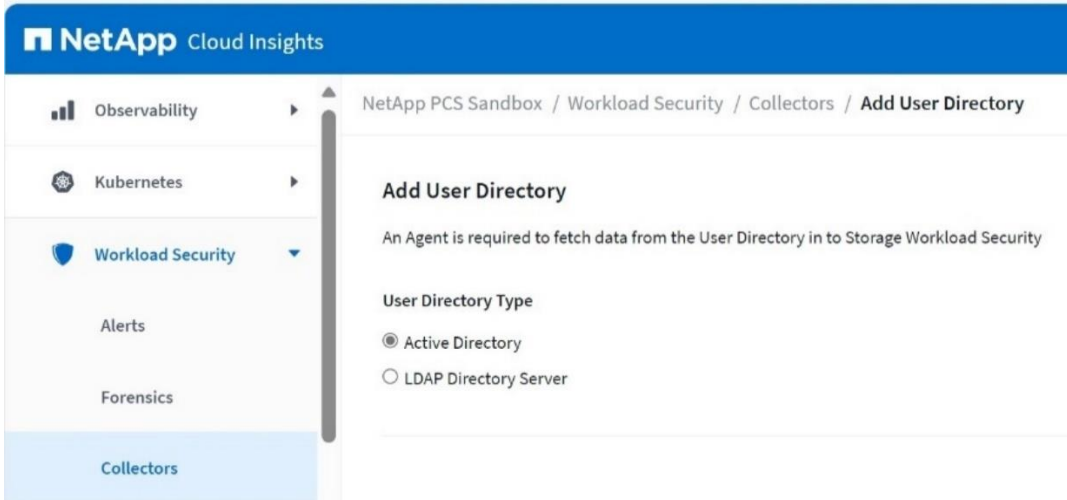 NetApp Cloud Insights
Observability
Kubernetes
Workload Security
Alerts
Forensics
Collectors
NetApp PCS Sandbox / Workload Security / Collectors / Add User Directory
Add User Directory
An Agent is required to fetch data from the User Directory in to Storage Workload Security
User Directory Type
Active Directory
LDAP Directory Server